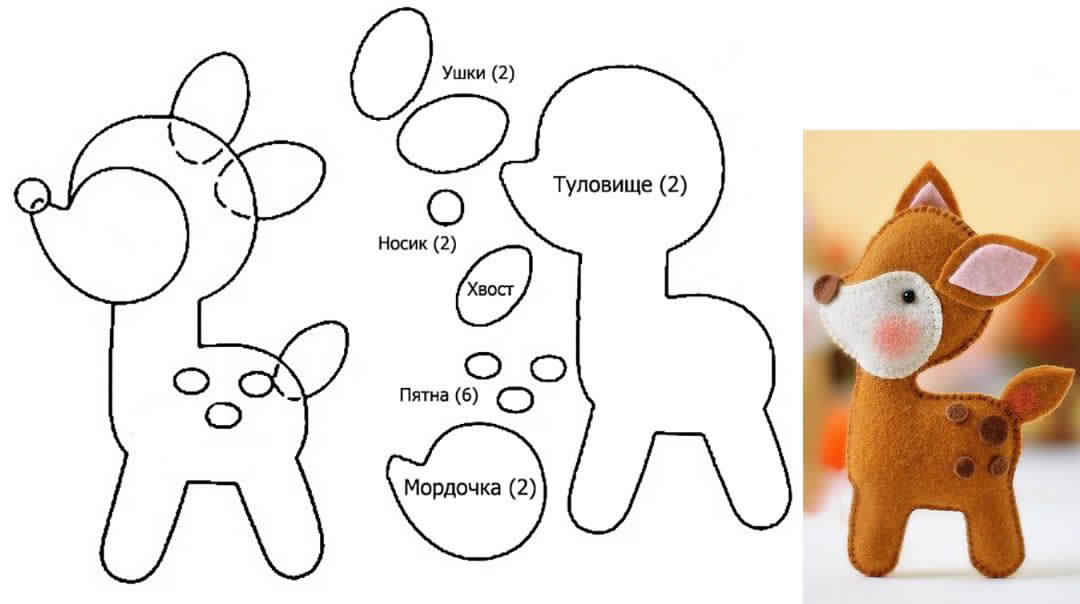 Ушки (2)
Туловище (2)
Носик (2)
Хвост
Пятна (6)
Мордочка (2)